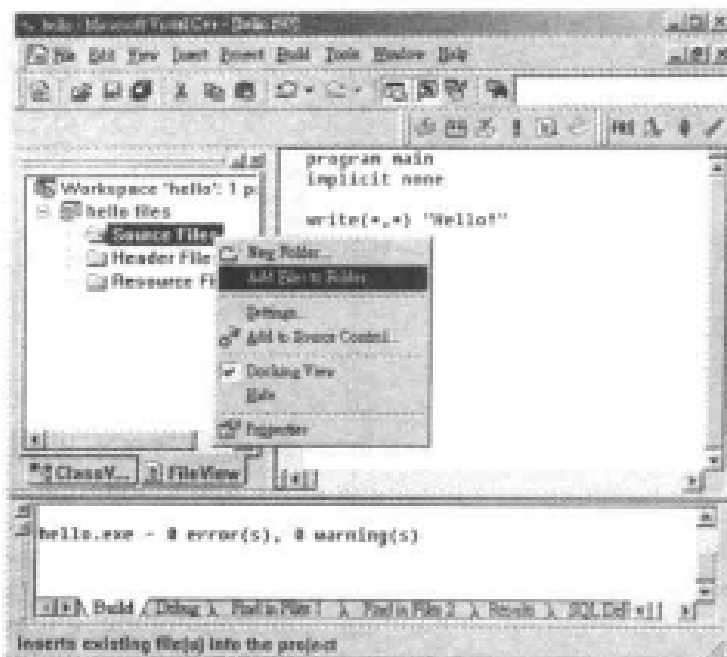 hello - Microsoft Visual C++ - [hello.f90]
File Edit View Insert Project Build Tools Window Help
program main
implicit none
write(*,*) "Hello!"
Workspace "hello": 1 p
hello files
Source Files
Header File
Resource Fi
New Folder...
Add Files to Folder...
Settings...
Add to Source Control...
Docking View
Hide
Properties
ClassV... FileView
hello.exe - 0 error(s), 0 warning(s)
Build Debug Find in Files 1 Find in Files 2 Results SQL Del
Inserts existing file(s) into the project